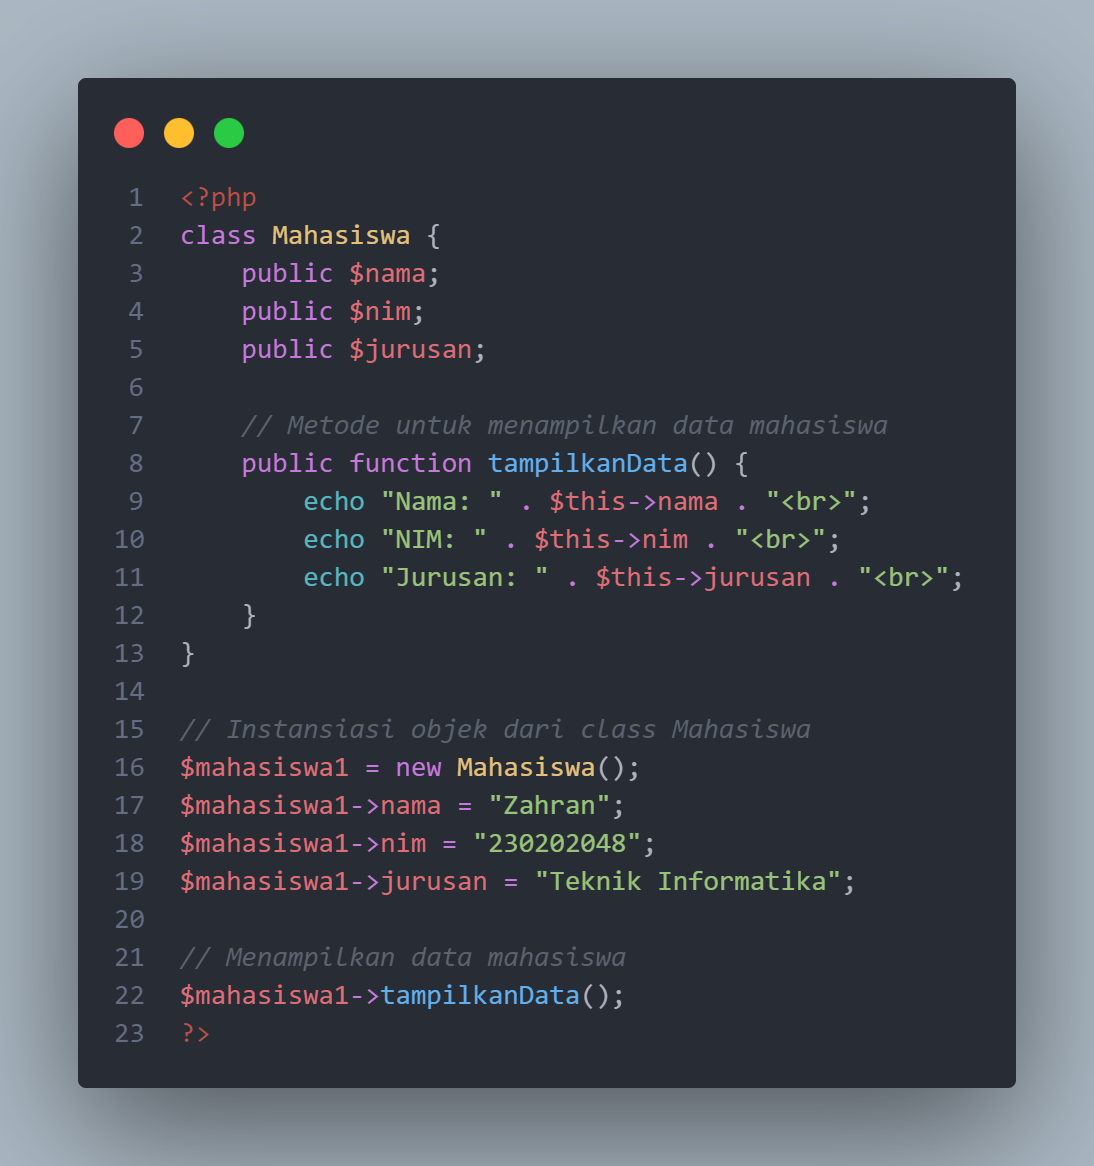 1 <?php
2 class Mahasiswa {
3     public $nama;
4     public $nim;
5     public $jurusan;
6
7     // Metode untuk menampilkan data mahasiswa
8     public function tampilkanData() {
9         echo "Nama: " . $this->nama . "<br>";
10         echo "NIM: " . $this->nim . "<br>";
11         echo "Jurusan: " . $this->jurusan . "<br>";
12     }
13 }
14
15 // Instansiasi objek dari class Mahasiswa
16 $mahasiswa1 = new Mahasiswa();
17 $mahasiswa1->nama = "Zahran";
18 $mahasiswa1->nim = "230202048";
19 $mahasiswa1->jurusan = "Teknik Informatika";
20
21 // Menampilkan data mahasiswa
22 $mahasiswa1->tampilkanData();
23 ?>